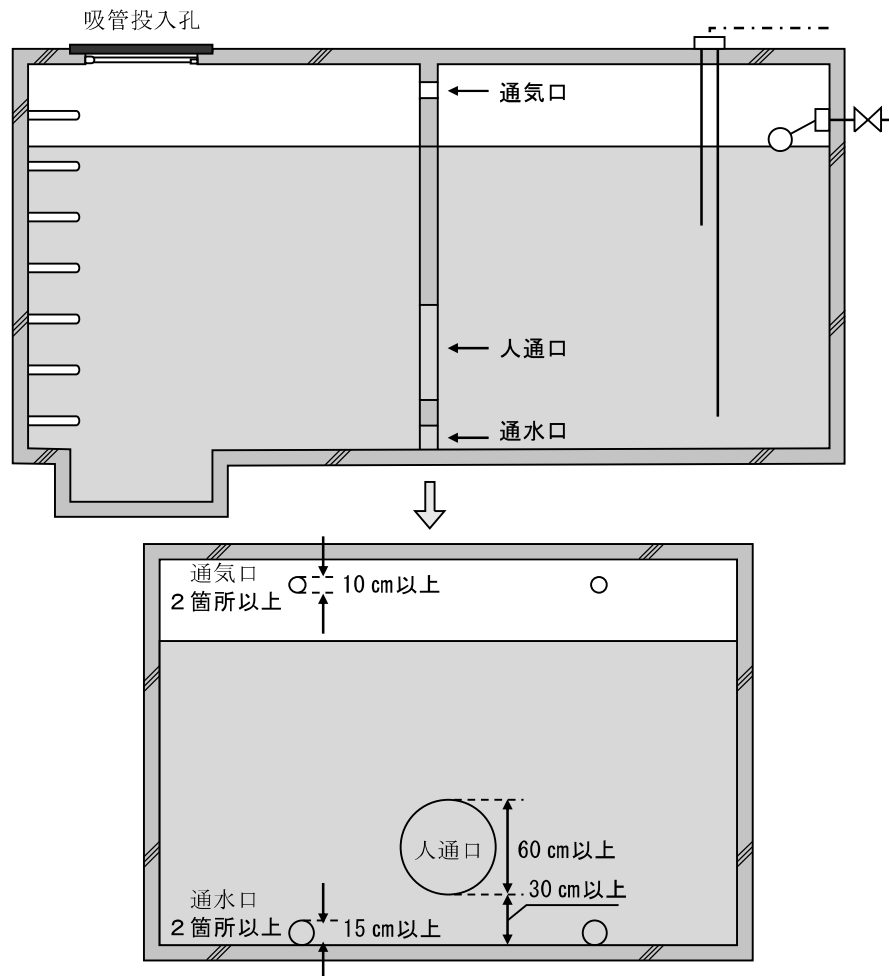 吸管投入孔
通気口
人通口
通水口
通気口
２箇所以上
10 cm以上
人通口
60 cm以上
30 cm以上
通水口
２箇所以上
15 cm以上